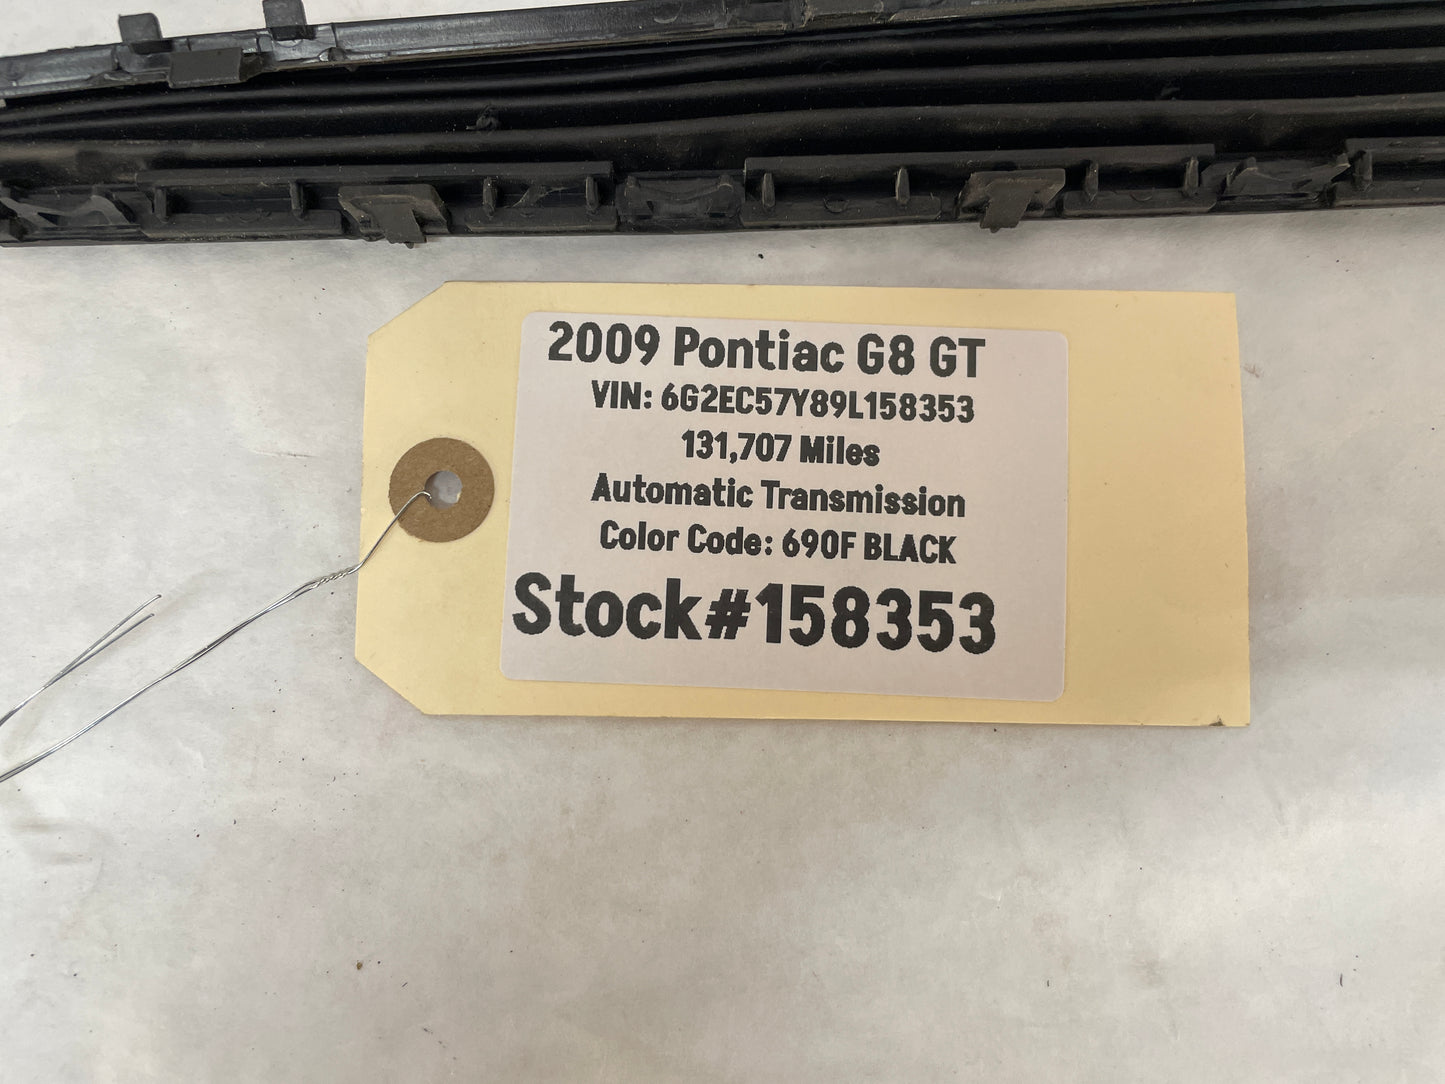 2009 Pontiac G8 GT
VIN: 6G2EC57Y89L158353
131,707 Miles
Automatic Transmission
Color Code: 690F BLACK
Stock#158353